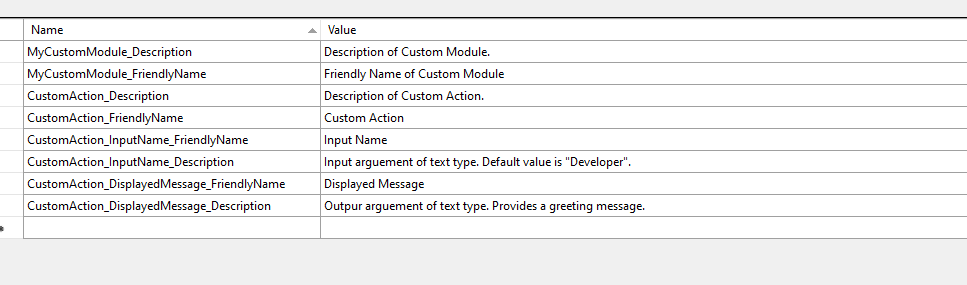 Name Value
MyCustomModule_Description Description of Custom Module.
MyCustomModule_FriendlyName Friendly Name of Custom Module
CustomAction_Description Description of Custom Action.
CustomAction_FriendlyName Custom Action
CustomAction_InputName_FriendlyName Input Name
CustomAction_InputName_Description Input arguement of text type. Default value is "Developer".
CustomAction_DisplayedMessage_FriendlyName Displayed Message
CustomAction_DisplayedMessage_Description Outpur arguement of text type. Provides a greeting message.